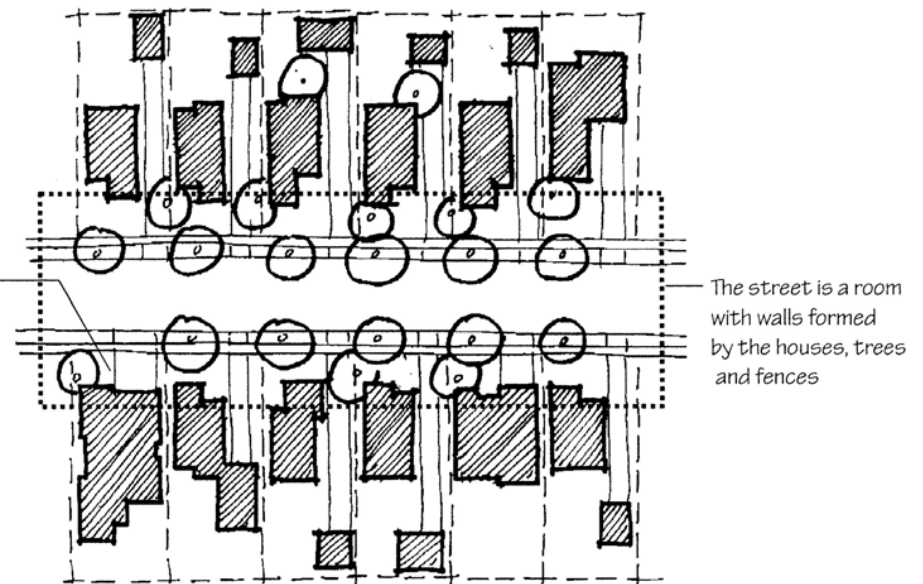 The street is a room
with walls formed
by the houses, trees
and fences